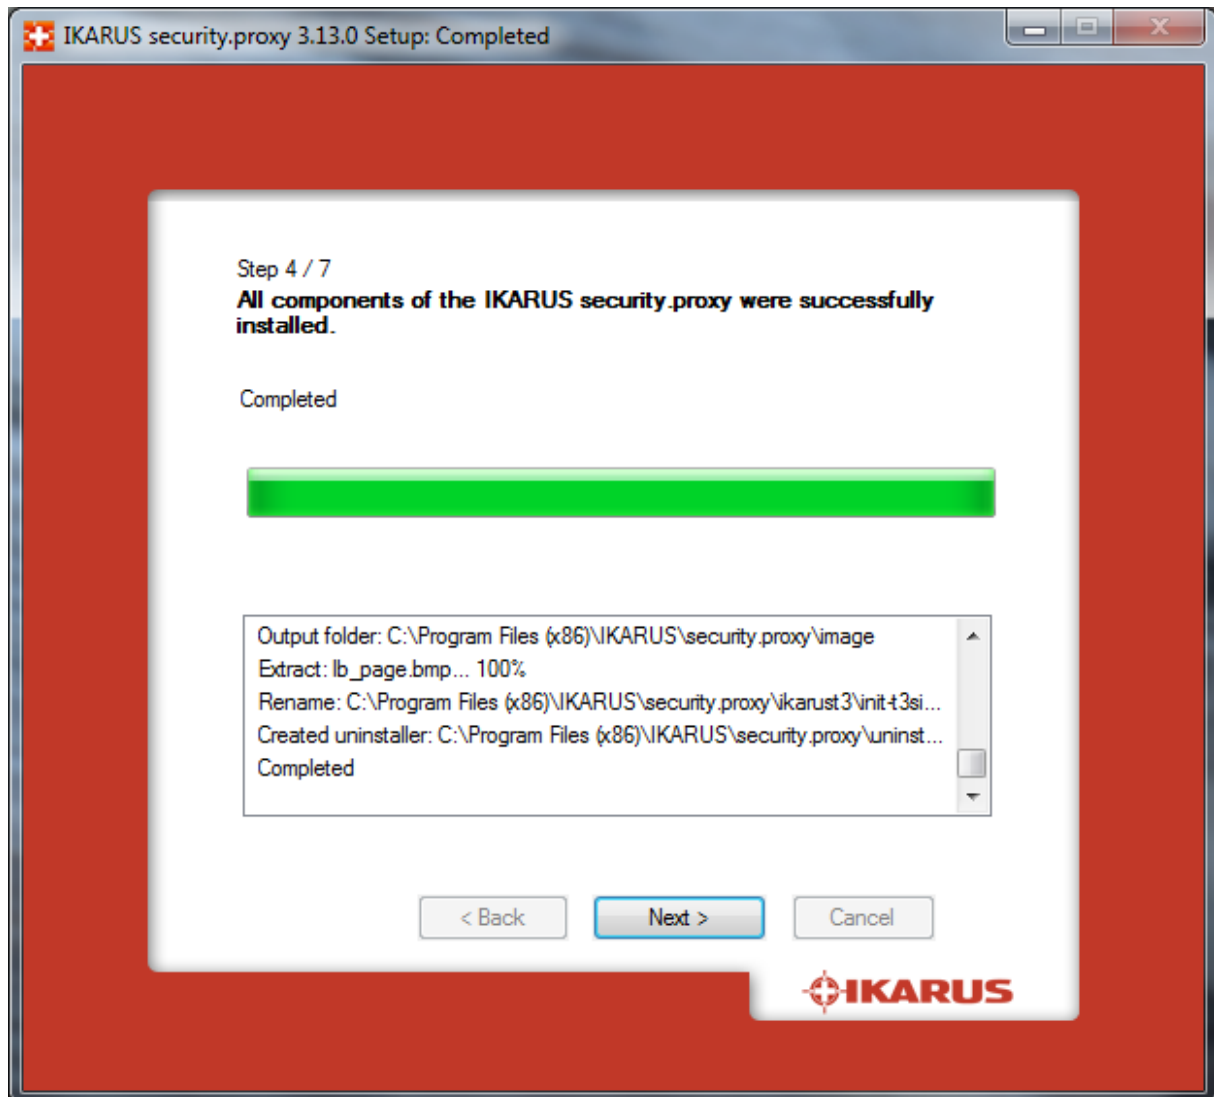 IKARUS security.proxy 3.13.0 Setup: Completed
Step 4 / 7
All components of the IKARUS security.proxy were successfully
installed.
Completed
Output folder: C:\Program Files (x86)\IKARUS\security.proxy\image
Extract: lb_page.bmp... 100%
Rename: C:\Program Files (x86)\IKARUS\security.proxy\ikarust3\init-t3si...
Created uninstaller: C:\Program Files (x86)\IKARUS\security.proxy\uninst...
Completed
< Back Next > Cancel
IKARUS